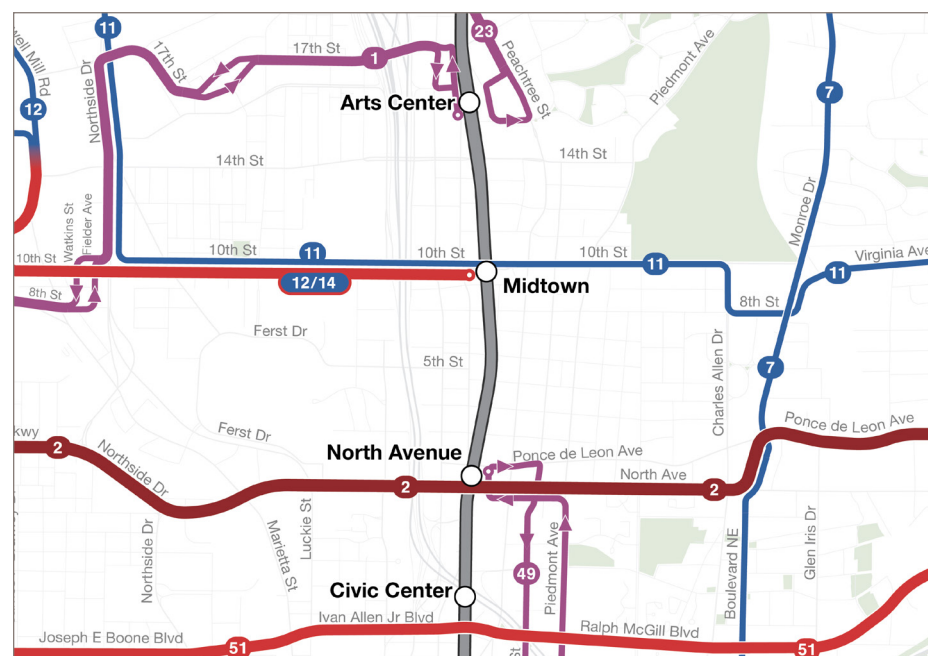 11
23
17th St
17th St
1
Peachtree St
Piedmont Ave
Northside Dr
12
Arts Center
7
14th St
14th St
Monroe Dr
Watkins St
Fielder Ave
10th St
10th St
11
10th St
10th St
11
11
Virginia Ave
12/14
Midtown
8th St
8th St
Ferst Dr
5th St
Charles Allen Dr
7
Ponce de Leon Ave
kwy
2
Northside Dr
Ferst Dr
North Avenue
Ponce de Leon Ave
North Ave
2
2
Luckie St
Marietta St
Northside Dr
49
Piedmont Ave
Boulevard NE
Glen Iris Dr
Civic Center
Ivan Allen Jr Blvd
Ralph McGill Blvd
Joseph E Boone Blvd
51
51
St